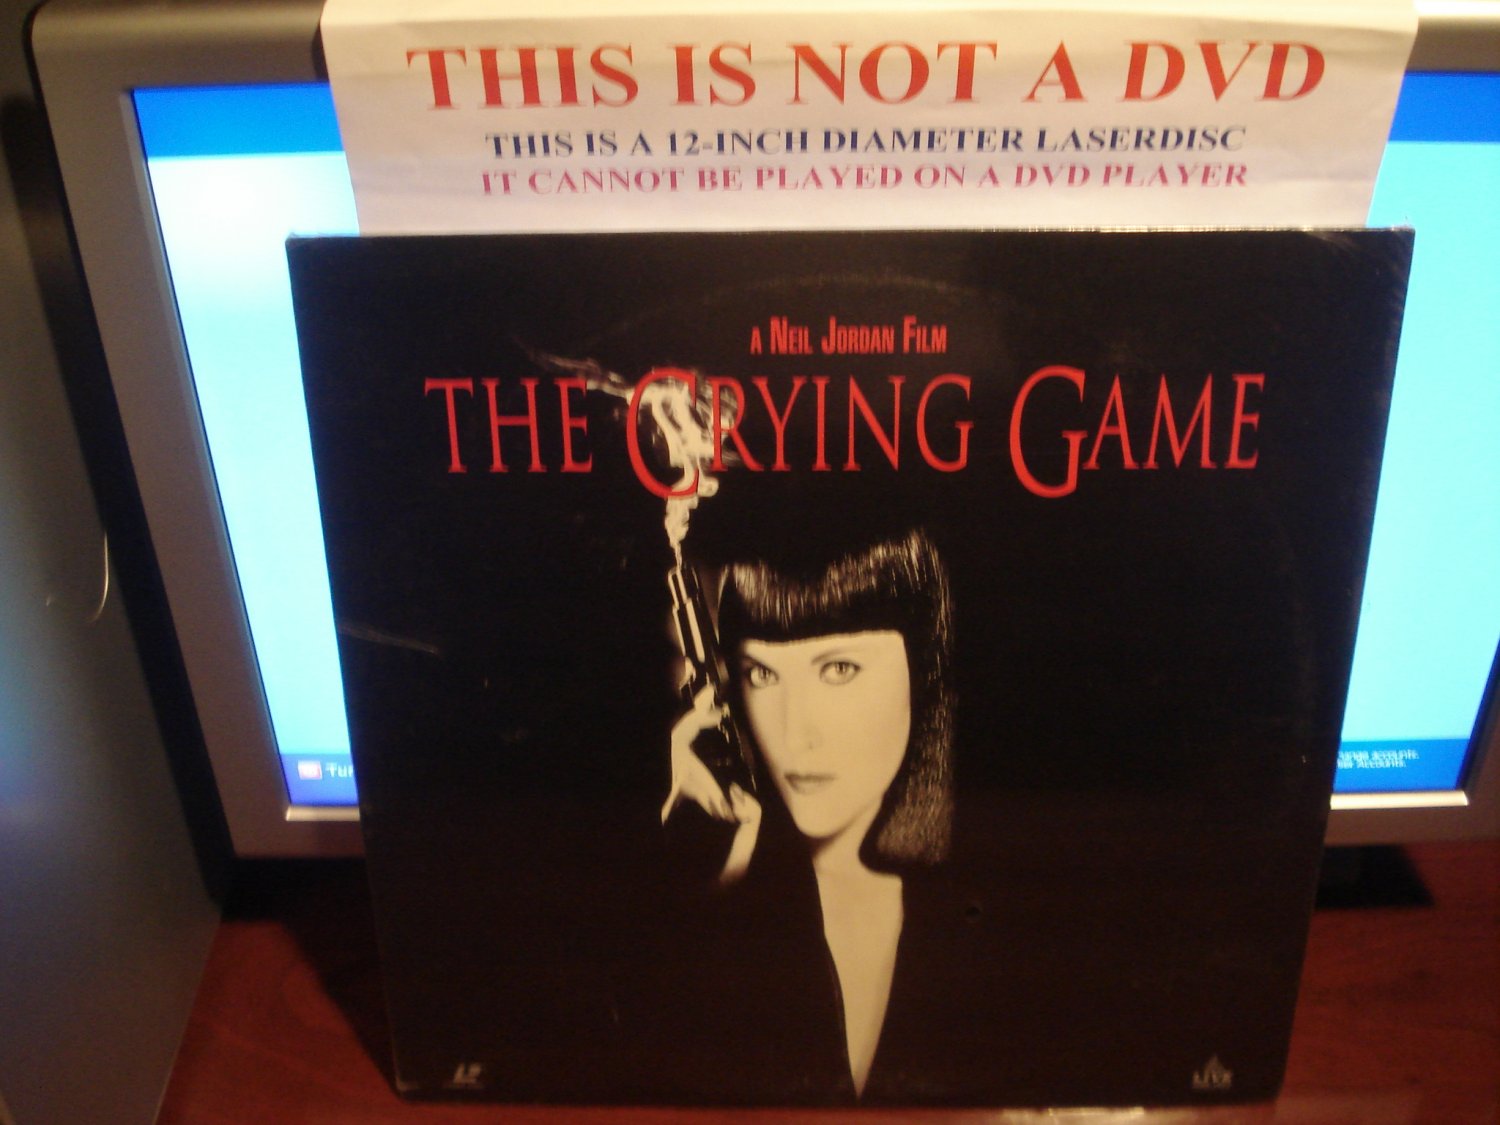 THIS IS NOT A DVD
THIS IS A 12-INCH DIAMETER LASERDISC
IT CANNOT BE PLAYED ON A DVD PLAYER
A NEIL JORDAN FILM
THE CRYING GAME
LIVE